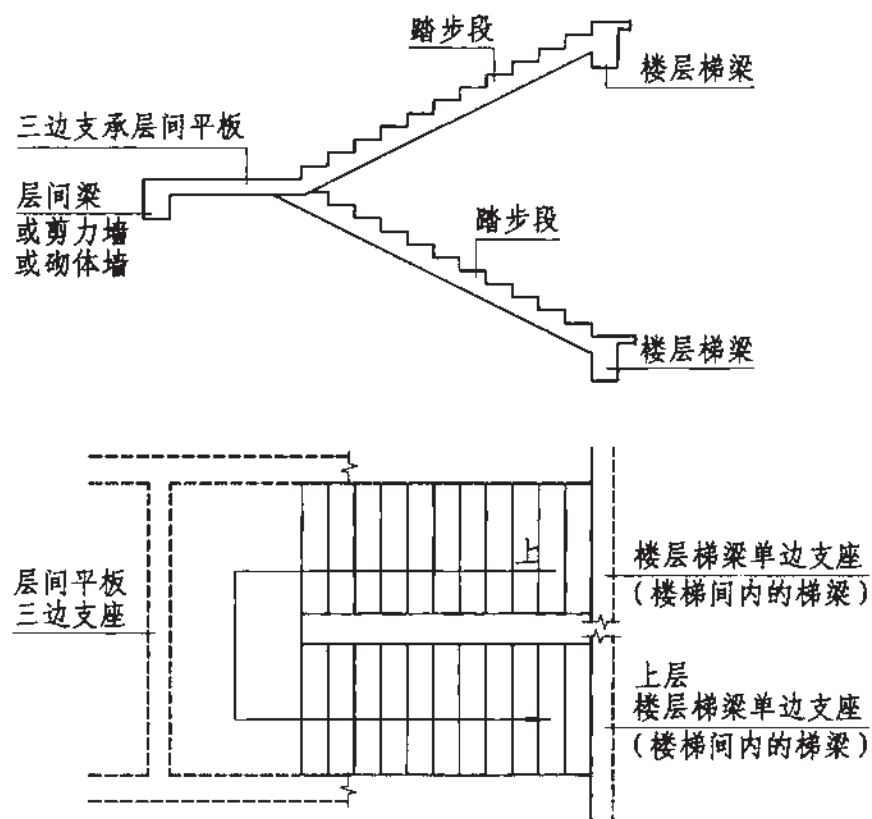 踏步段
楼层梯梁
三边支承层间平板
层间梁
或剪力墙
或砌体墙
踏步段
楼层梯梁
上
层间平板
三边支座
楼层梯梁单边支座
(楼梯间内的梯梁)
上层
楼层梯梁单边支座
(楼梯间内的梯梁)